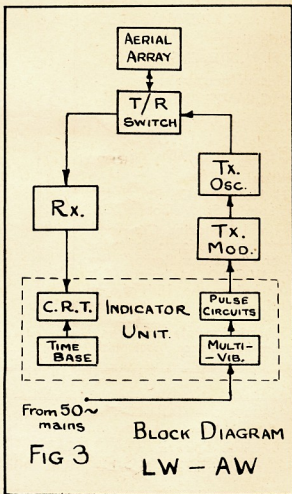 AERIAL
ARRAY
T/R
SWITCH
Tx.
OSC.
Rx.
Tx.
MOD.
C.R.T.
INDICATOR
UNIT.
PULSE
CIRCUITS
TIME
BASE
MULTI-
-VIB.
From 50~
mains
BLOCK DIAGRAM
FIG 3
LW - AW